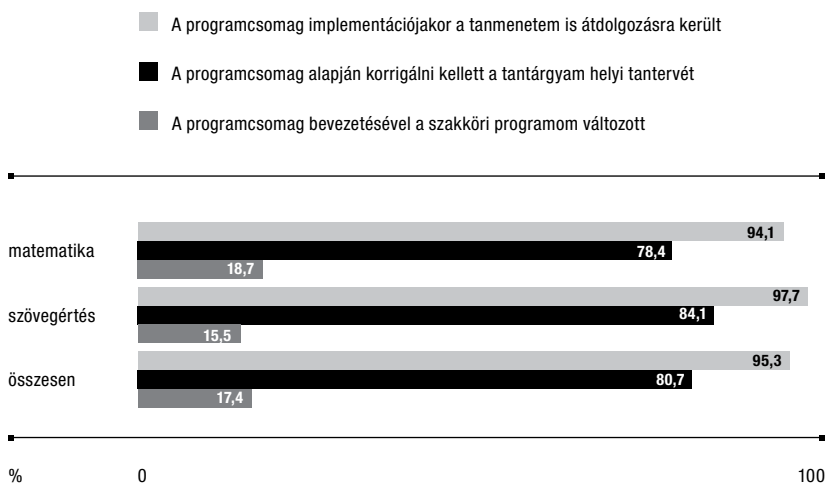 A programcsomag implementációjakor a tanmenetem is átdolgozásra került
A programcsomag alapján korrigálni kellett a tantárgyam helyi tantervét
A programcsomag bevezetésével a szakköri programom változott
94,1
matematika
78,4
18,7
97,7
szövegértés
84,1
15,5
95,3
összesen
80,7
17,4
% 0 100